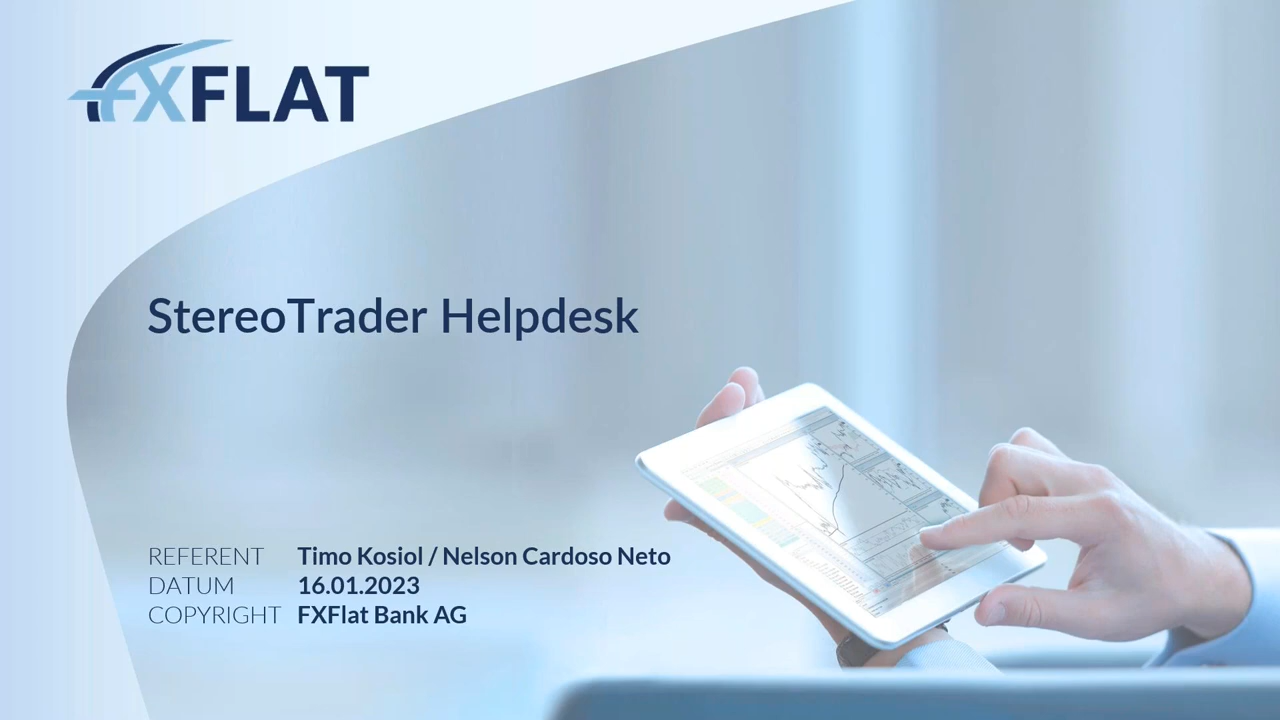 FXFLAT
StereoTrader Helpdesk
REFERENT Timo Kosiol / Nelson Cardoso Neto
DATUM 16.01.2023
COPYRIGHT FXFlat Bank AG